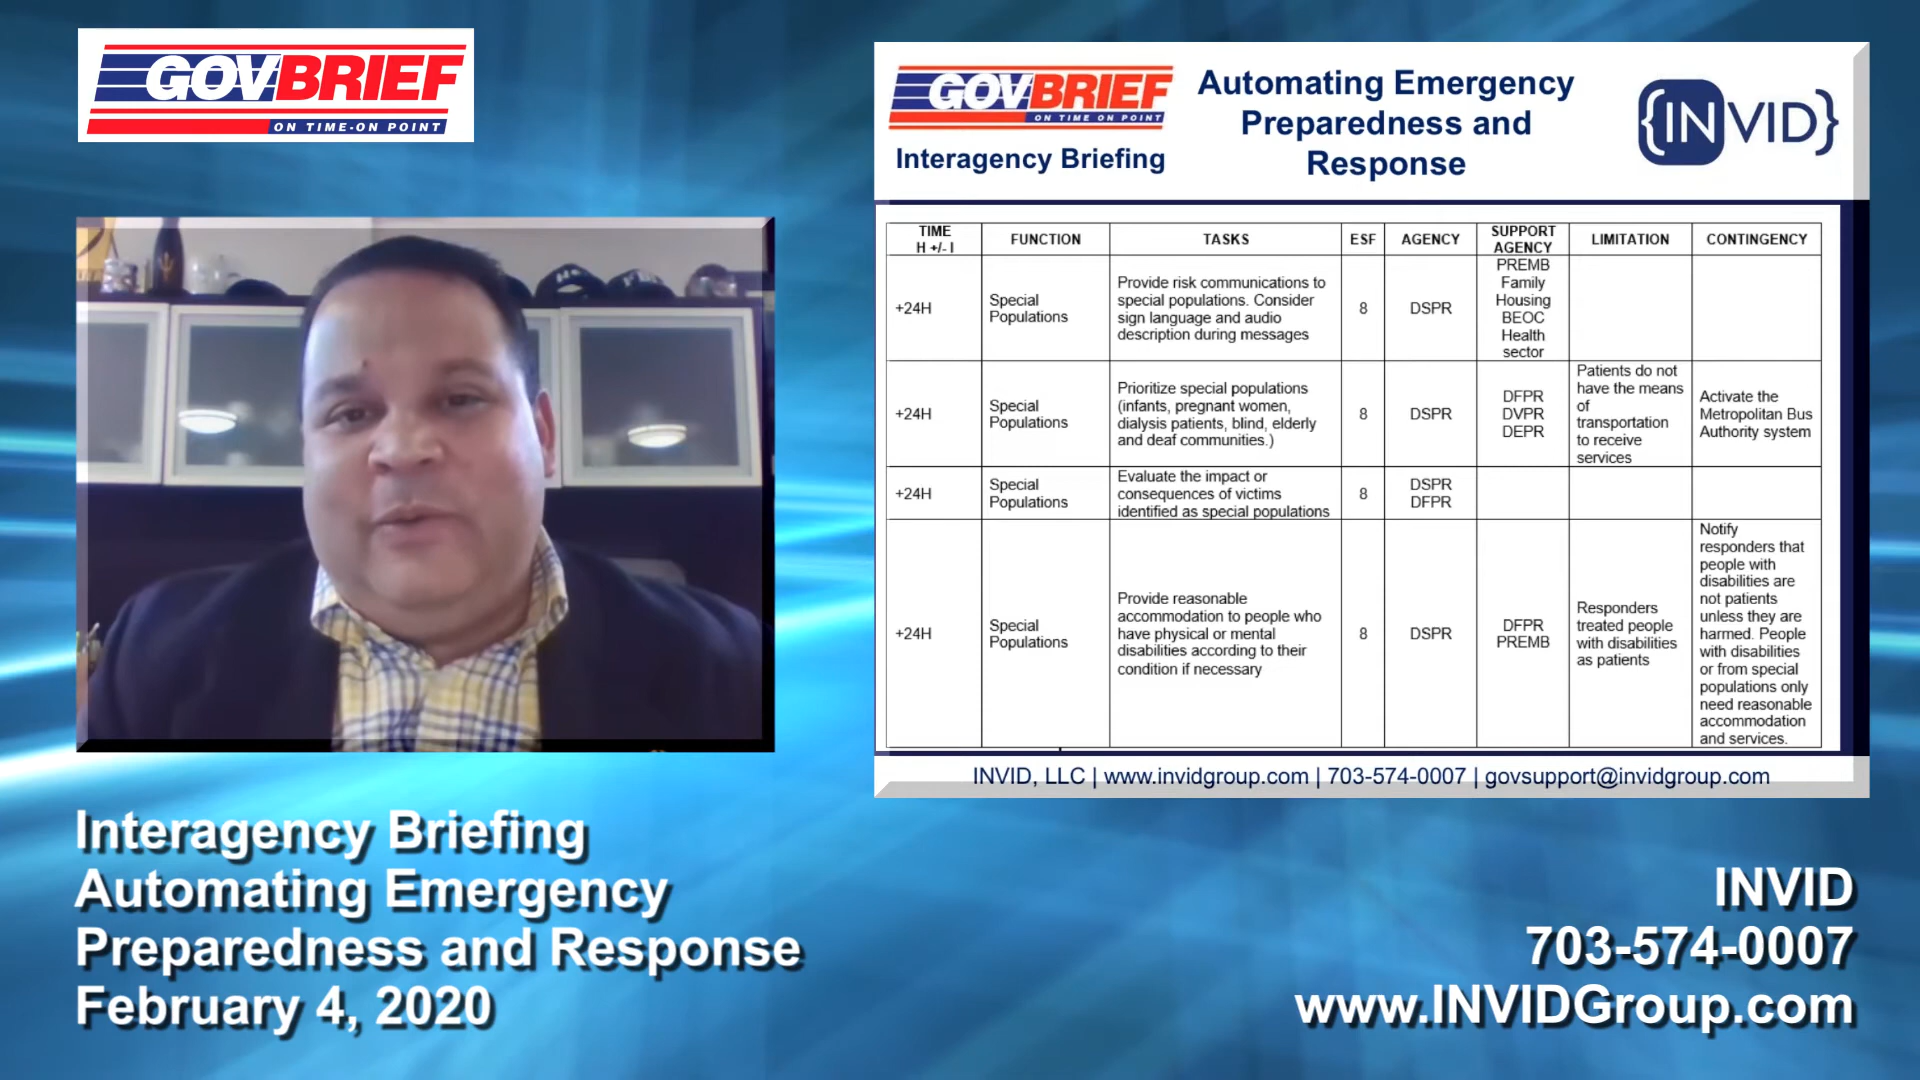 GOVBRIEF
ON TIME-ON POINT
Interagency Briefing
Automating Emergency
Preparedness and Response
February 4, 2020
GOVBRIEF
ON TIME ON POINT
Interagency Briefing
Automating Emergency
Preparedness and
Response
{INVID}
TIME
H +/- I
FUNCTION
TASKS
ESF
AGENCY
SUPPORT
AGENCY
LIMITATION
CONTINGENCY
+24H
Special
Populations
Provide risk communications to
special populations. Consider
sign language and audio
description during messages
8
DSPR
PREMB
Family
Housing
BEOC
Health
sector
+24H
Special
Populations
Prioritize special populations
(infants, pregnant women,
dialysis patients, blind, elderly
and deaf communities.)
8
DSPR
DFPR
DVPR
DEPR
Patients do not
have the means
of
transportation
to receive
services
Activate the
Metropolitan Bus
Authority system
+24H
Special
Populations
Evaluate the impact or
consequences of victims
identified as special populations
8
DSPR
DFPR
+24H
Special
Populations
Provide reasonable
accommodation to people who
have physical or mental
disabilities according to their
condition if necessary
8
DSPR
DFPR
PREMB
Responders
treated people
with disabilities
as patients
Notify
responders that
people with
disabilities are
not patients
unless they are
harmed. People
with disabilities
or from special
populations only
need reasonable
accommodation
and services.
INVID, LLC | www.invidgroup.com | 703-574-0007 | govsupport@invidgroup.com
INVID
703-574-0007
www.INVIDGroup.com